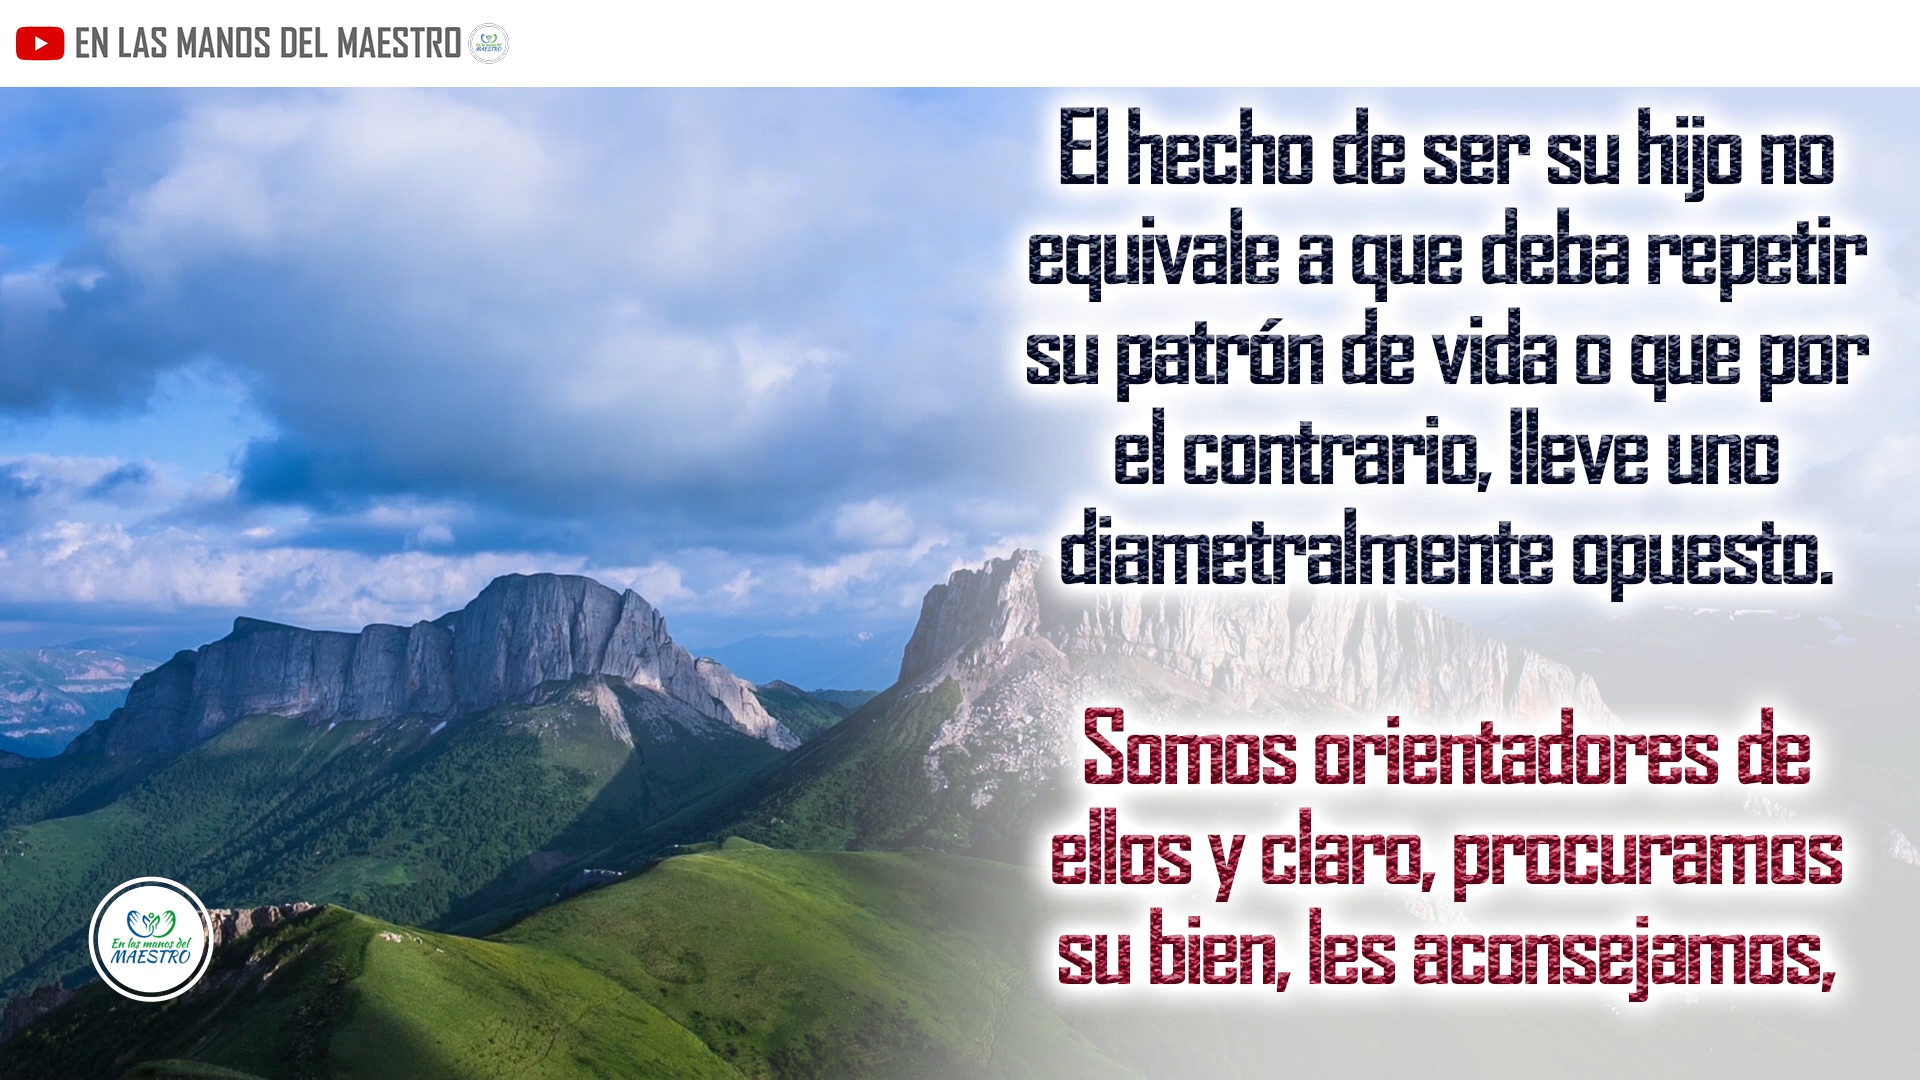 EN LAS MANOS DEL MAESTRO
El hecho de ser su hijo no
equivale a que deba repetir
su patrón de vida o que por
el contrario, lleve uno
diametralmente opuesto.
Somos orientadores de
ellos y claro, procuramos
su bien, les aconsejamos,
En las manos del
MAESTRO